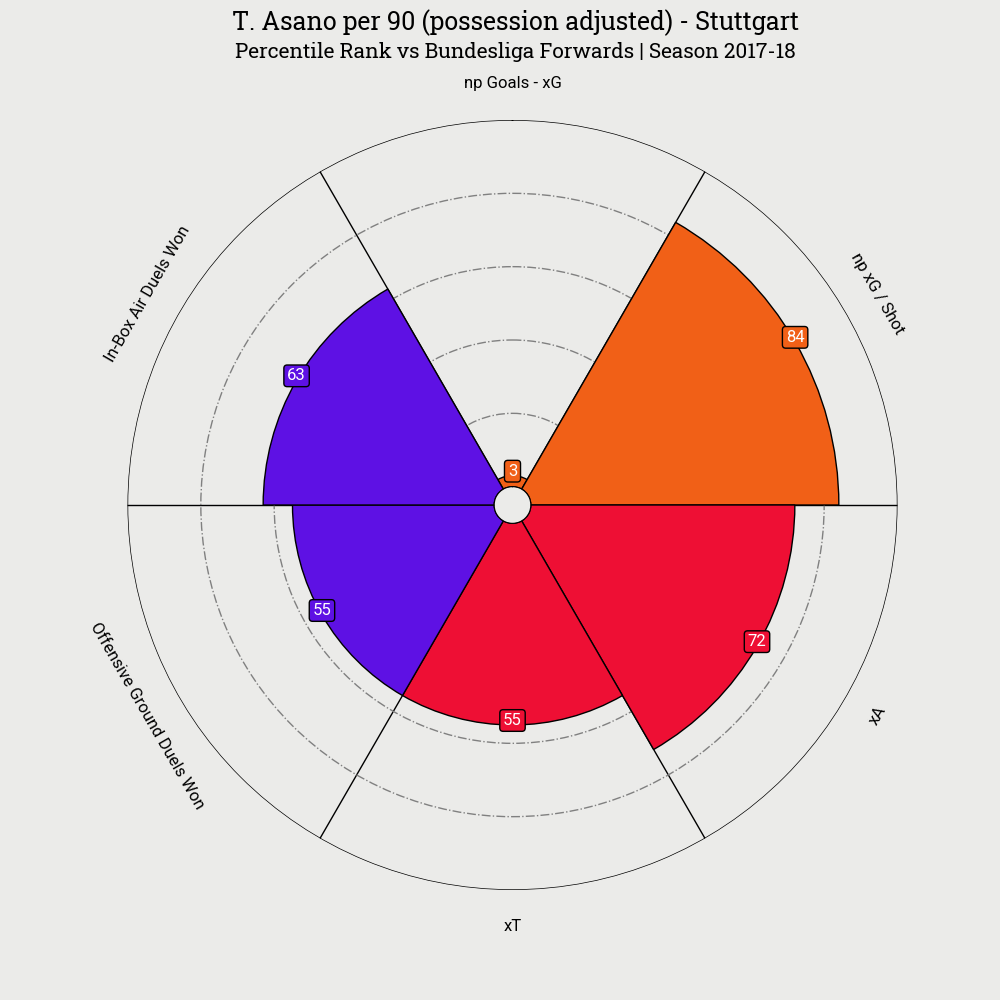 T. Asano per 90 (possession adjusted) - Stuttgart
Percentile Rank vs Bundesliga Forwards | Season 2017-18
np Goals - xG
In-Box Air Duels Won
np xG / Shot
84
63
3
55
72
55
Offensive Ground Duels Won
xA
xT